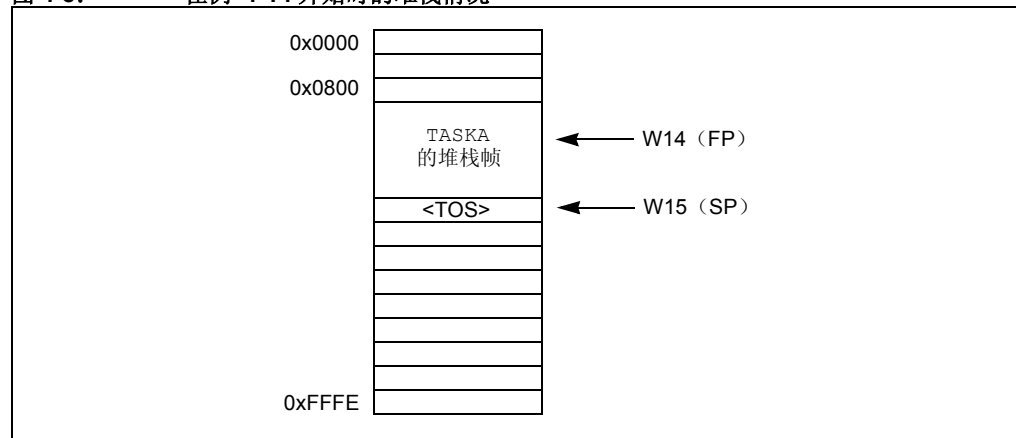 0x0000
0x0800
TASKA
的堆栈帧
W14（FP）
<TOS>
W15（SP）
0xFFFE